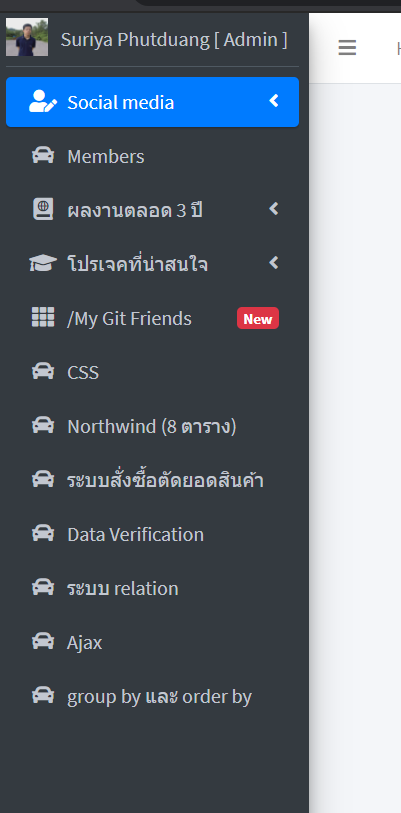 Suriya Phutduang [ Admin ]
Social media
Members
ผลงานตลอด 3 ปี
โปรเจคที่น่าสนใจ
/My Git Friends New
CSS
Northwind (8 ตาราง)
ระบบสั่งซื้อตัดยอดสินค้า
Data Verification
ระบบ relation
Ajax
group by และ order by